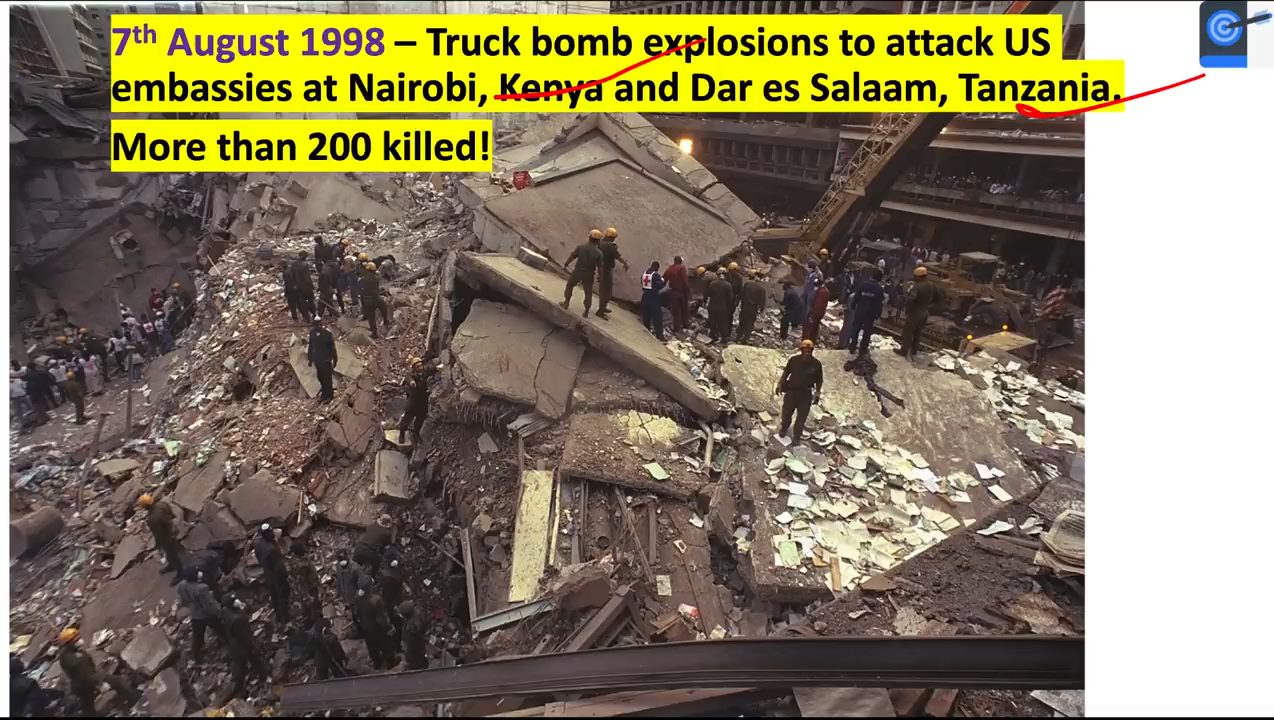 7th August 1998 – Truck bomb explosions to attack US
embassies at Nairobi, Kenya and Dar es Salaam, Tanzania.
More than 200 killed!